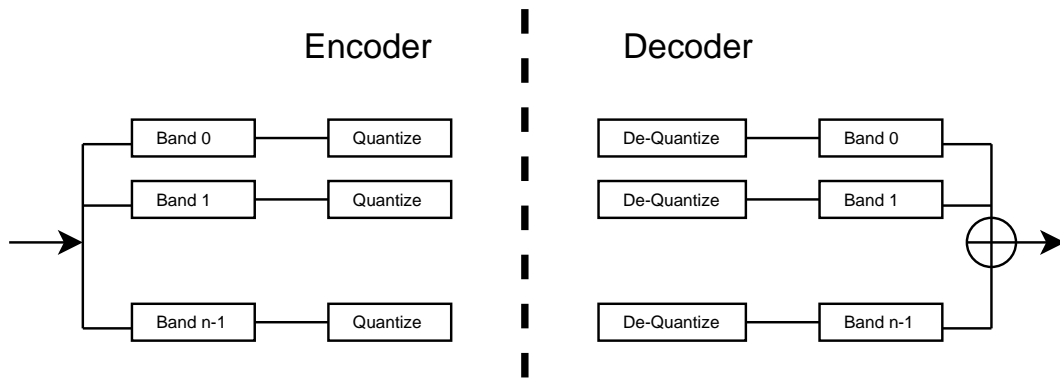 Encoder
Decoder
Band 0
Quantize
De-Quantize
Band 0
Band 1
Quantize
De-Quantize
Band 1
Band n-1
Quantize
De-Quantize
Band n-1